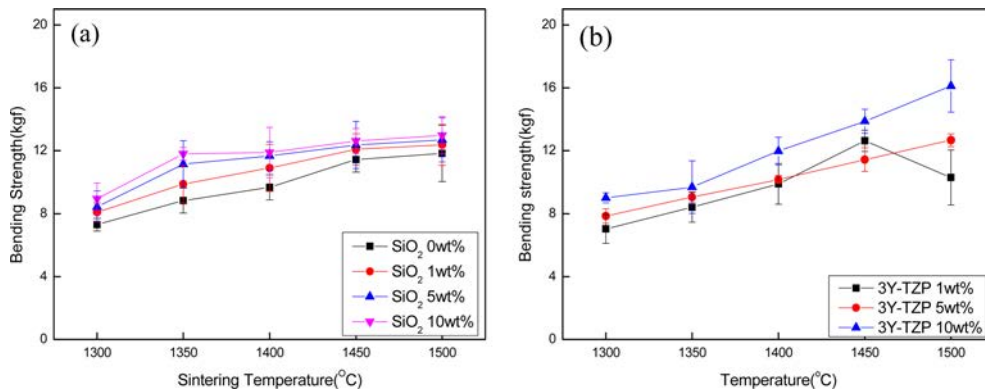 (a)
20
16
12
8
4
0
Bending Strength(kgf)
1300 1350 1400 1450 1500
Sintering Temperature(°C)
SiO₂ 0wt%
SiO₂ 1wt%
SiO₂ 5wt%
SiO₂ 10wt%
(b)
20
16
12
8
4
0
Bending strength(kgf)
1300 1350 1400 1450 1500
Temperature(°c)
3Y-TZP 1wt%
3Y-TZP 5wt%
3Y-TZP 10wt%